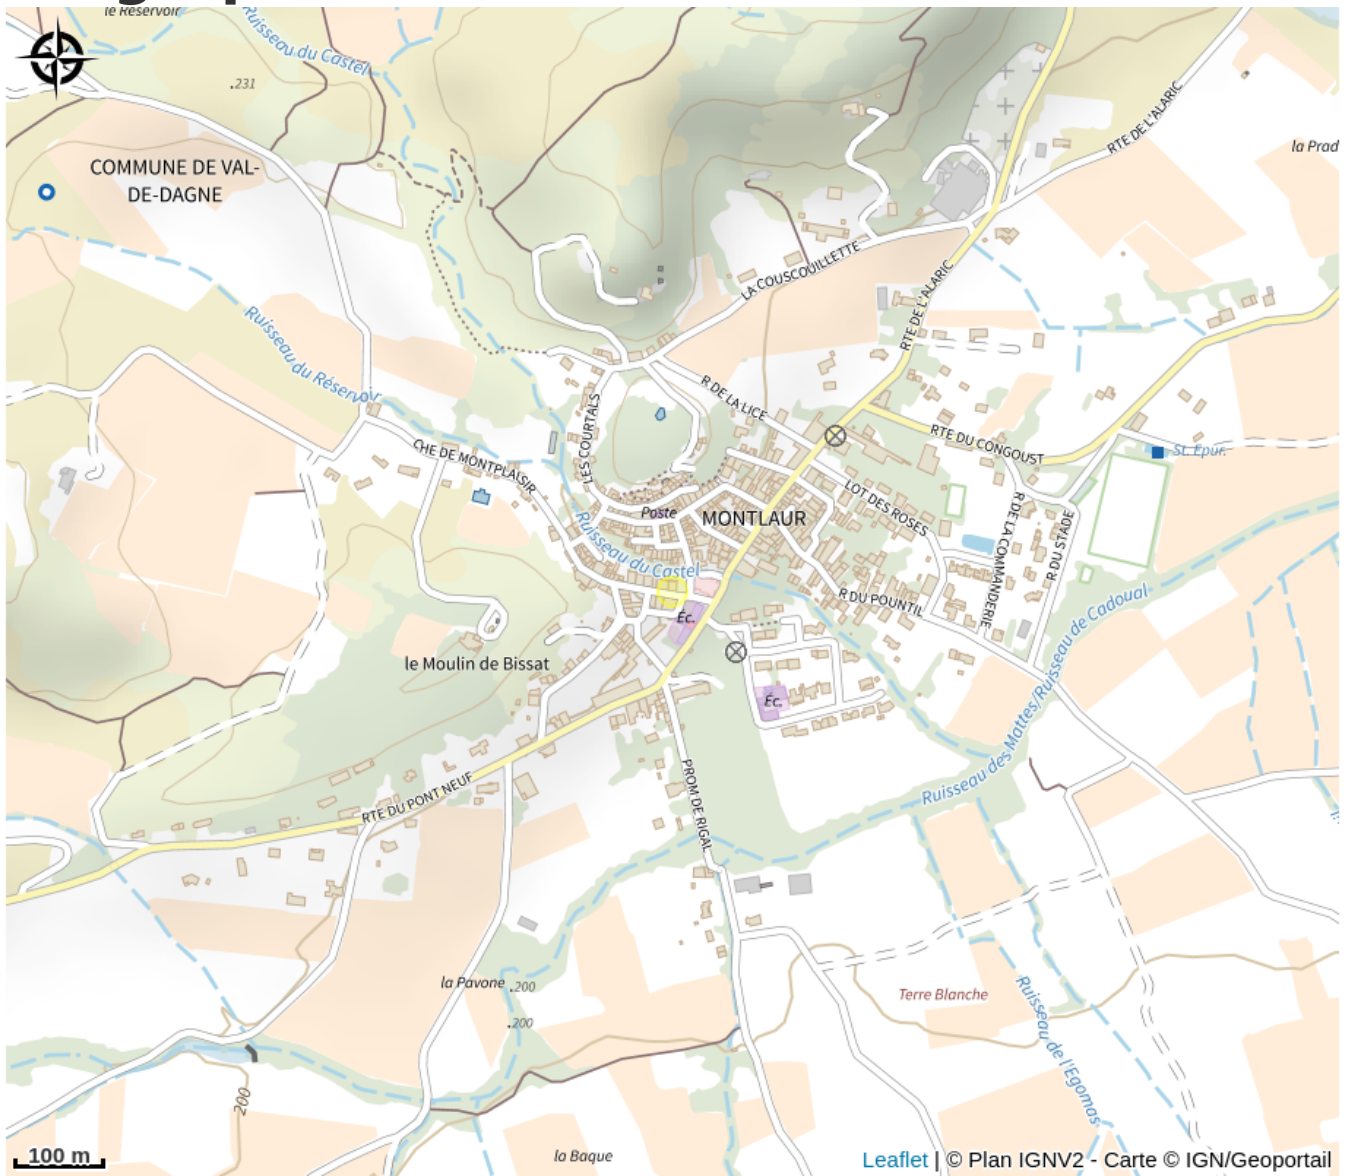 le Réservoir
Ruisseau du Castel
.231
RTE DE L'ALARIC
la Prad
COMMUNE DE VAL-
DE-DAGNE
LA COUSCOUILLETTE
RTE DE L'ALARIC
Ruisseau du Réservoir
R DE LA LICE
LES COURTALS
RTE DU CONGOUST
CHE DE MONTPLAISIR
St. Épur.
LOT DES ROSES
Poste
MONTLAUR
R DE LA COMMANDERIE
R DU STADE
Ruisseau du Castel
R DU POUNTIL
Éc.
Ruisseau des Mattes/Ruisseau de Cadoual
le Moulin de Bissat
Éc.
RTE DU PONT NEUF
PROM DE RIGAL
la Pavone
.200
Terre Blanche
.200
Ruisseau de l'Egomas
200
la Baque
100 m
Leaflet | © Plan IGNV2 - Carte © IGN/Geoportail